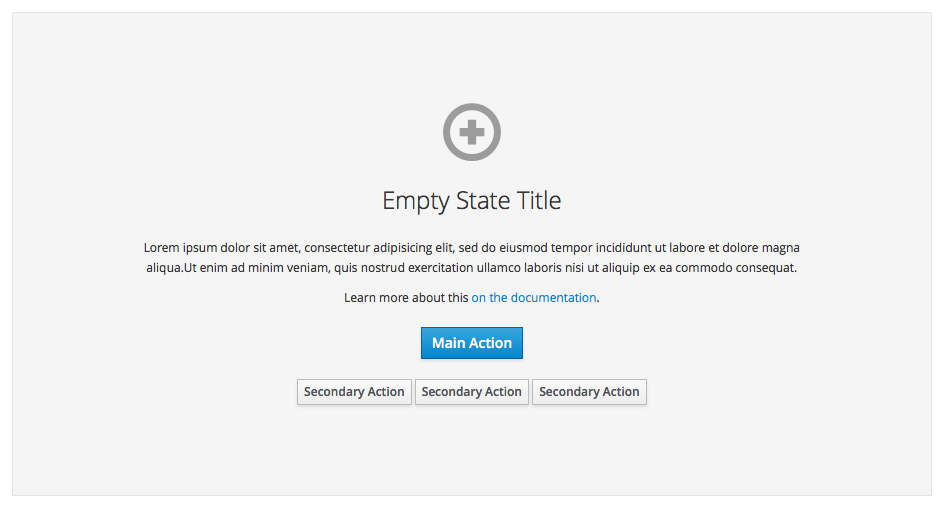 Empty State Title
Lorem ipsum dolor sit amet, consectetur adipisicing elit, sed do eiusmod tempor incididunt ut labore et dolore magna
aliqua.Ut enim ad minim veniam, quis nostrud exercitation ullamco laboris nisi ut aliquip ex ea commodo consequat.
Learn more about this on the documentation.
Main Action
Secondary Action Secondary Action Secondary Action